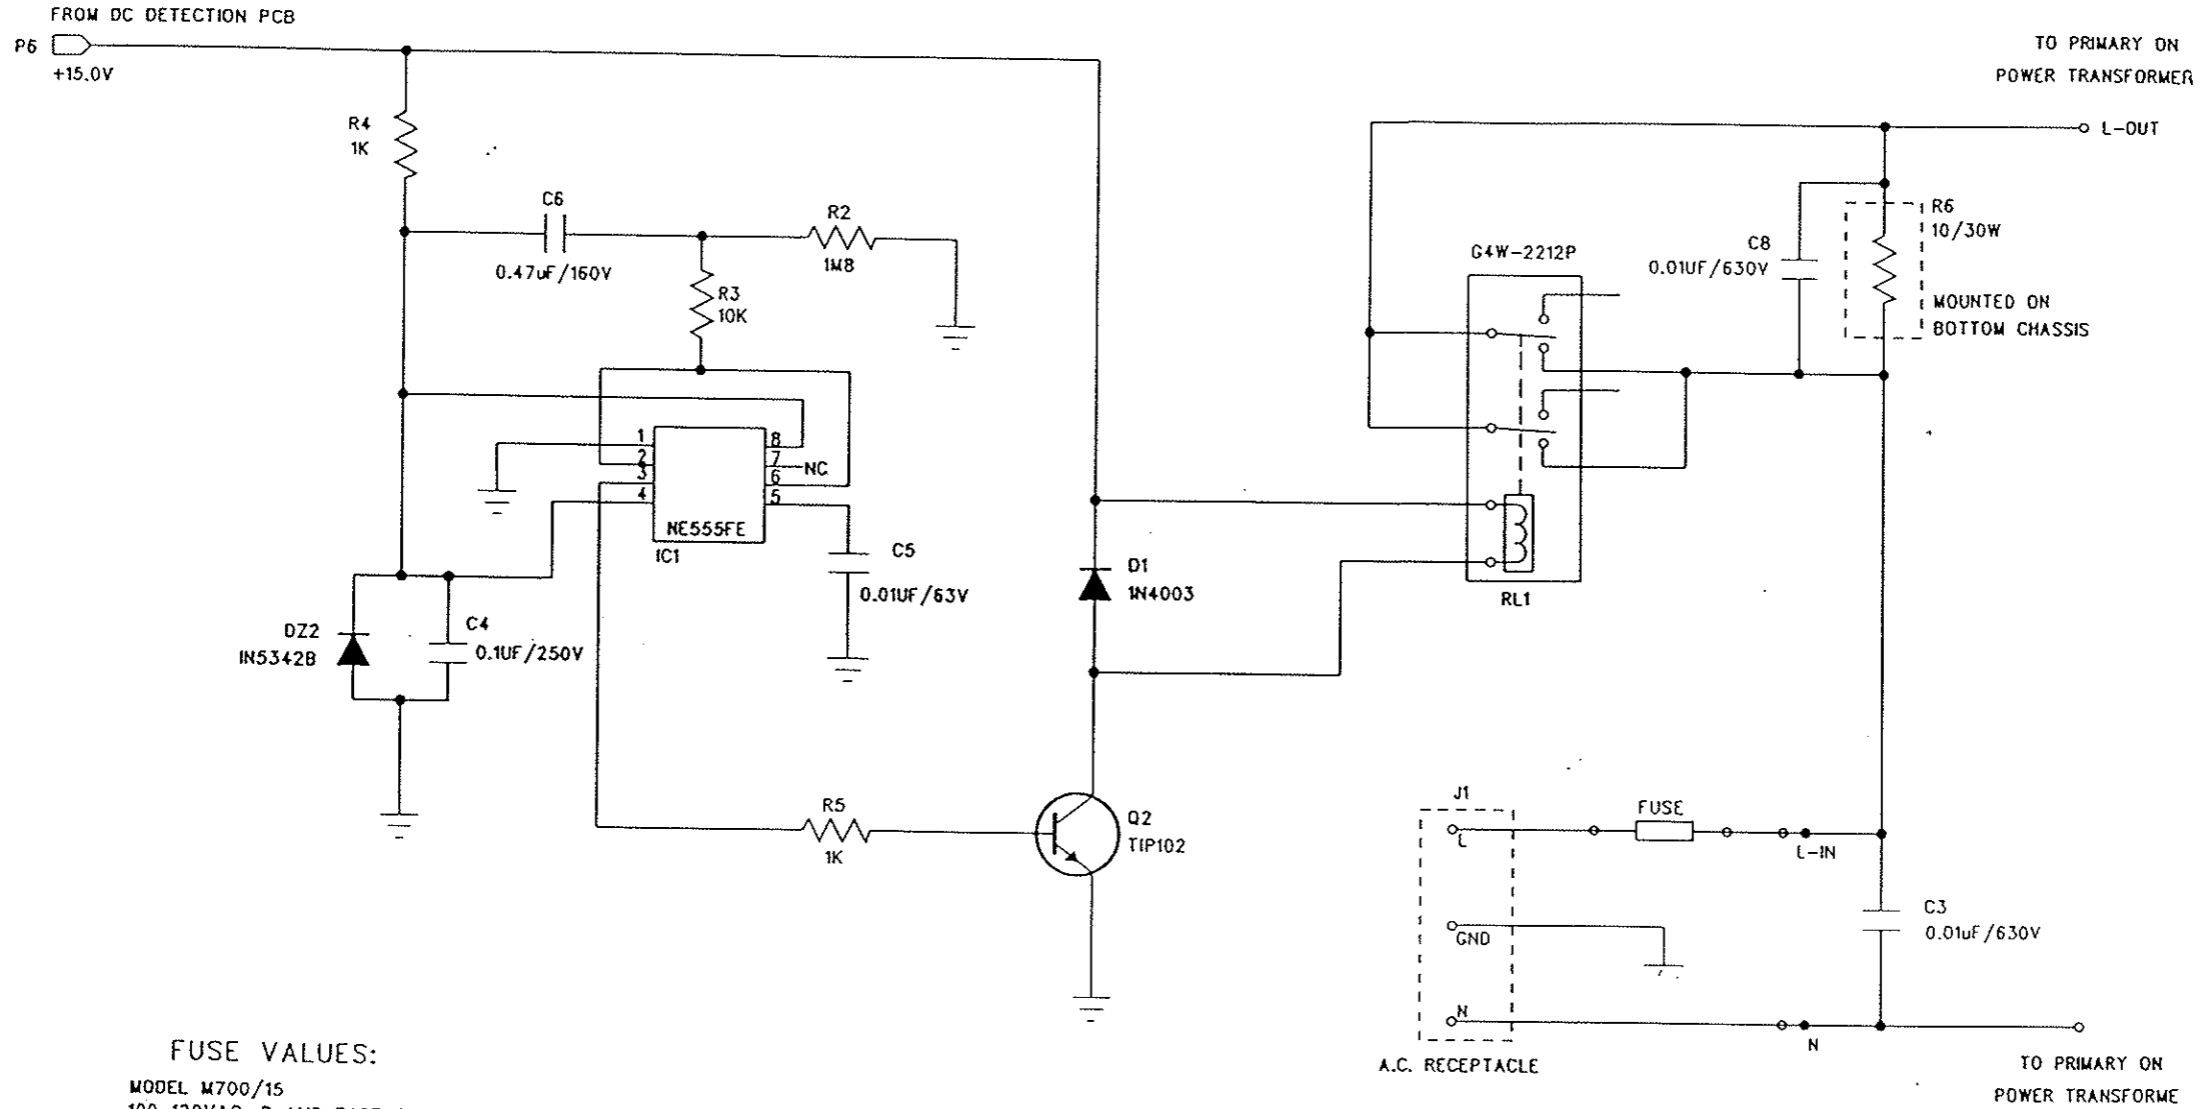 FROM DC DETECTION PCB
P6
+15.0V
TO PRIMARY ON
POWER TRANSFORMER
L-OUT
R4
1K
C6
0.47uF/160V
R2
1M8
R3
10K
G4W-2212P
C8
0.01UF/630V
R6
10/30W
MOUNTED ON
BOTTOM CHASSIS
1
2
3
4
8
7
6
5
NC
NE555FE
IC1
C5
0.01UF/63V
D1
1N4003
RL1
DZ2
IN5342B
C4
0.1UF/250V
R5
1K
Q2
TIP102
J1
L
GND
N
A.C. RECEPTACLE
FUSE
L-IN
C3
0.01uF/630V
N
TO PRIMARY ON
POWER TRANSFORME
FUSE VALUES:
MODEL M700/15